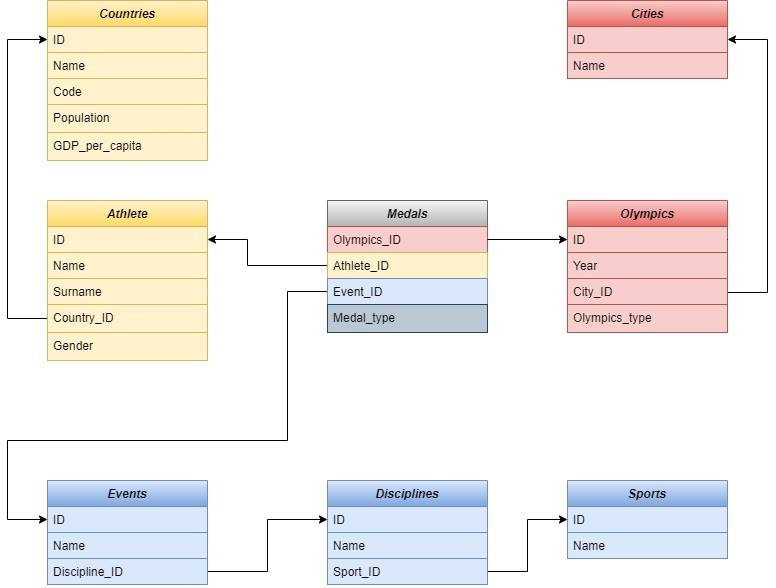 Countries
ID
Name
Code
Population
GDP_per_capita
Cities
ID
Name
Athlete
ID
Name
Surname
Country_ID
Gender
Medals
Olympics_ID
Athlete_ID
Event_ID
Medal_type
Olympics
ID
Year
City_ID
Olympics_type
Events
ID
Name
Discipline_ID
Disciplines
ID
Name
Sport_ID
Sports
ID
Name